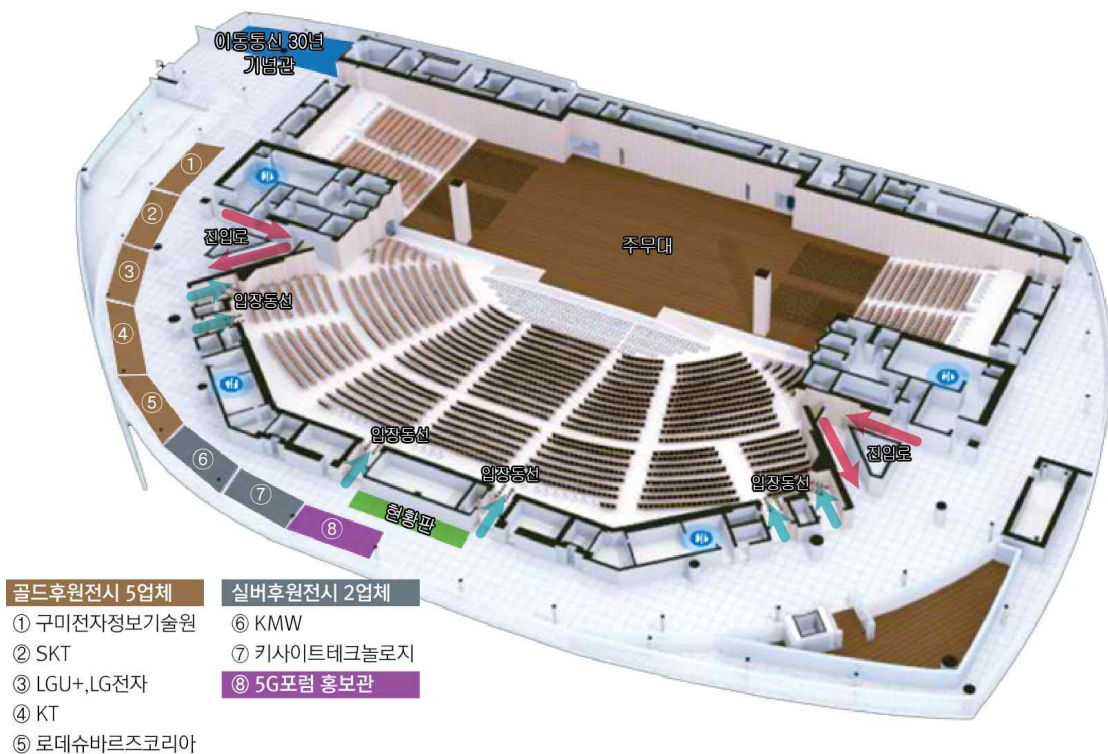 이동통신 30년
기념관
①
②
③
④
⑤
⑥
⑦
⑧
진입로
입장동선
주무대
입장동선
입장동선
입장동선
진입로
현황판
골드후원전시 5업체
① 구미전자정보기술원
② SKT
③ LGU+,LG전자
④ KT
⑤ 로데슈바르즈코리아
실버후원전시 2업체
⑥ KMW
⑦ 키사이트테크놀로지
⑧ 5G포럼 홍보관